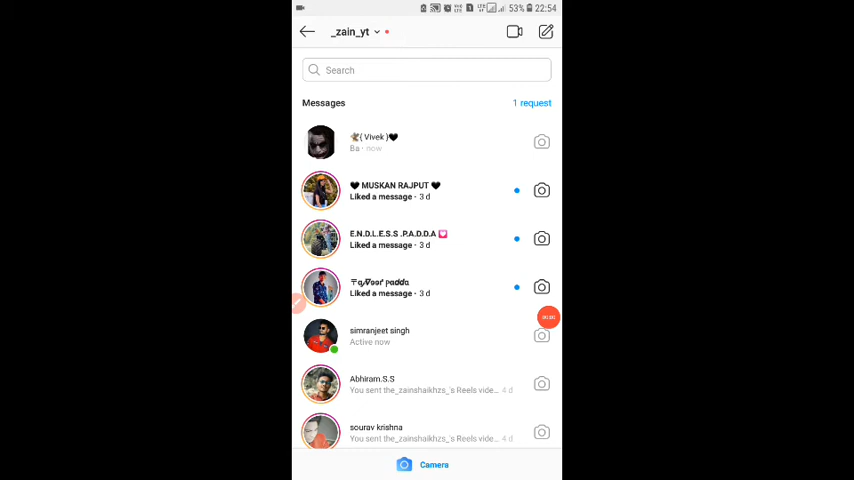 53% 22:54
_zain_yt
Search
Messages 1 request
🕊️( Vivek )🖤
Ba · now
🖤 MUSKAN RAJPUT 🖤
Liked a message · 3 d
E.N.D.L.E.S.S .P.A.D.D.A 💟
Liked a message · 3 d
Liked a message · 3 d
simranjeet singh
Active now
Abhiram.S.S
You sent the_zainshaikhzs_'s Reels vide... 4 d
sourav krishna
You sent the_zainshaikhzs_'s Reels vide... 4 d
Camera